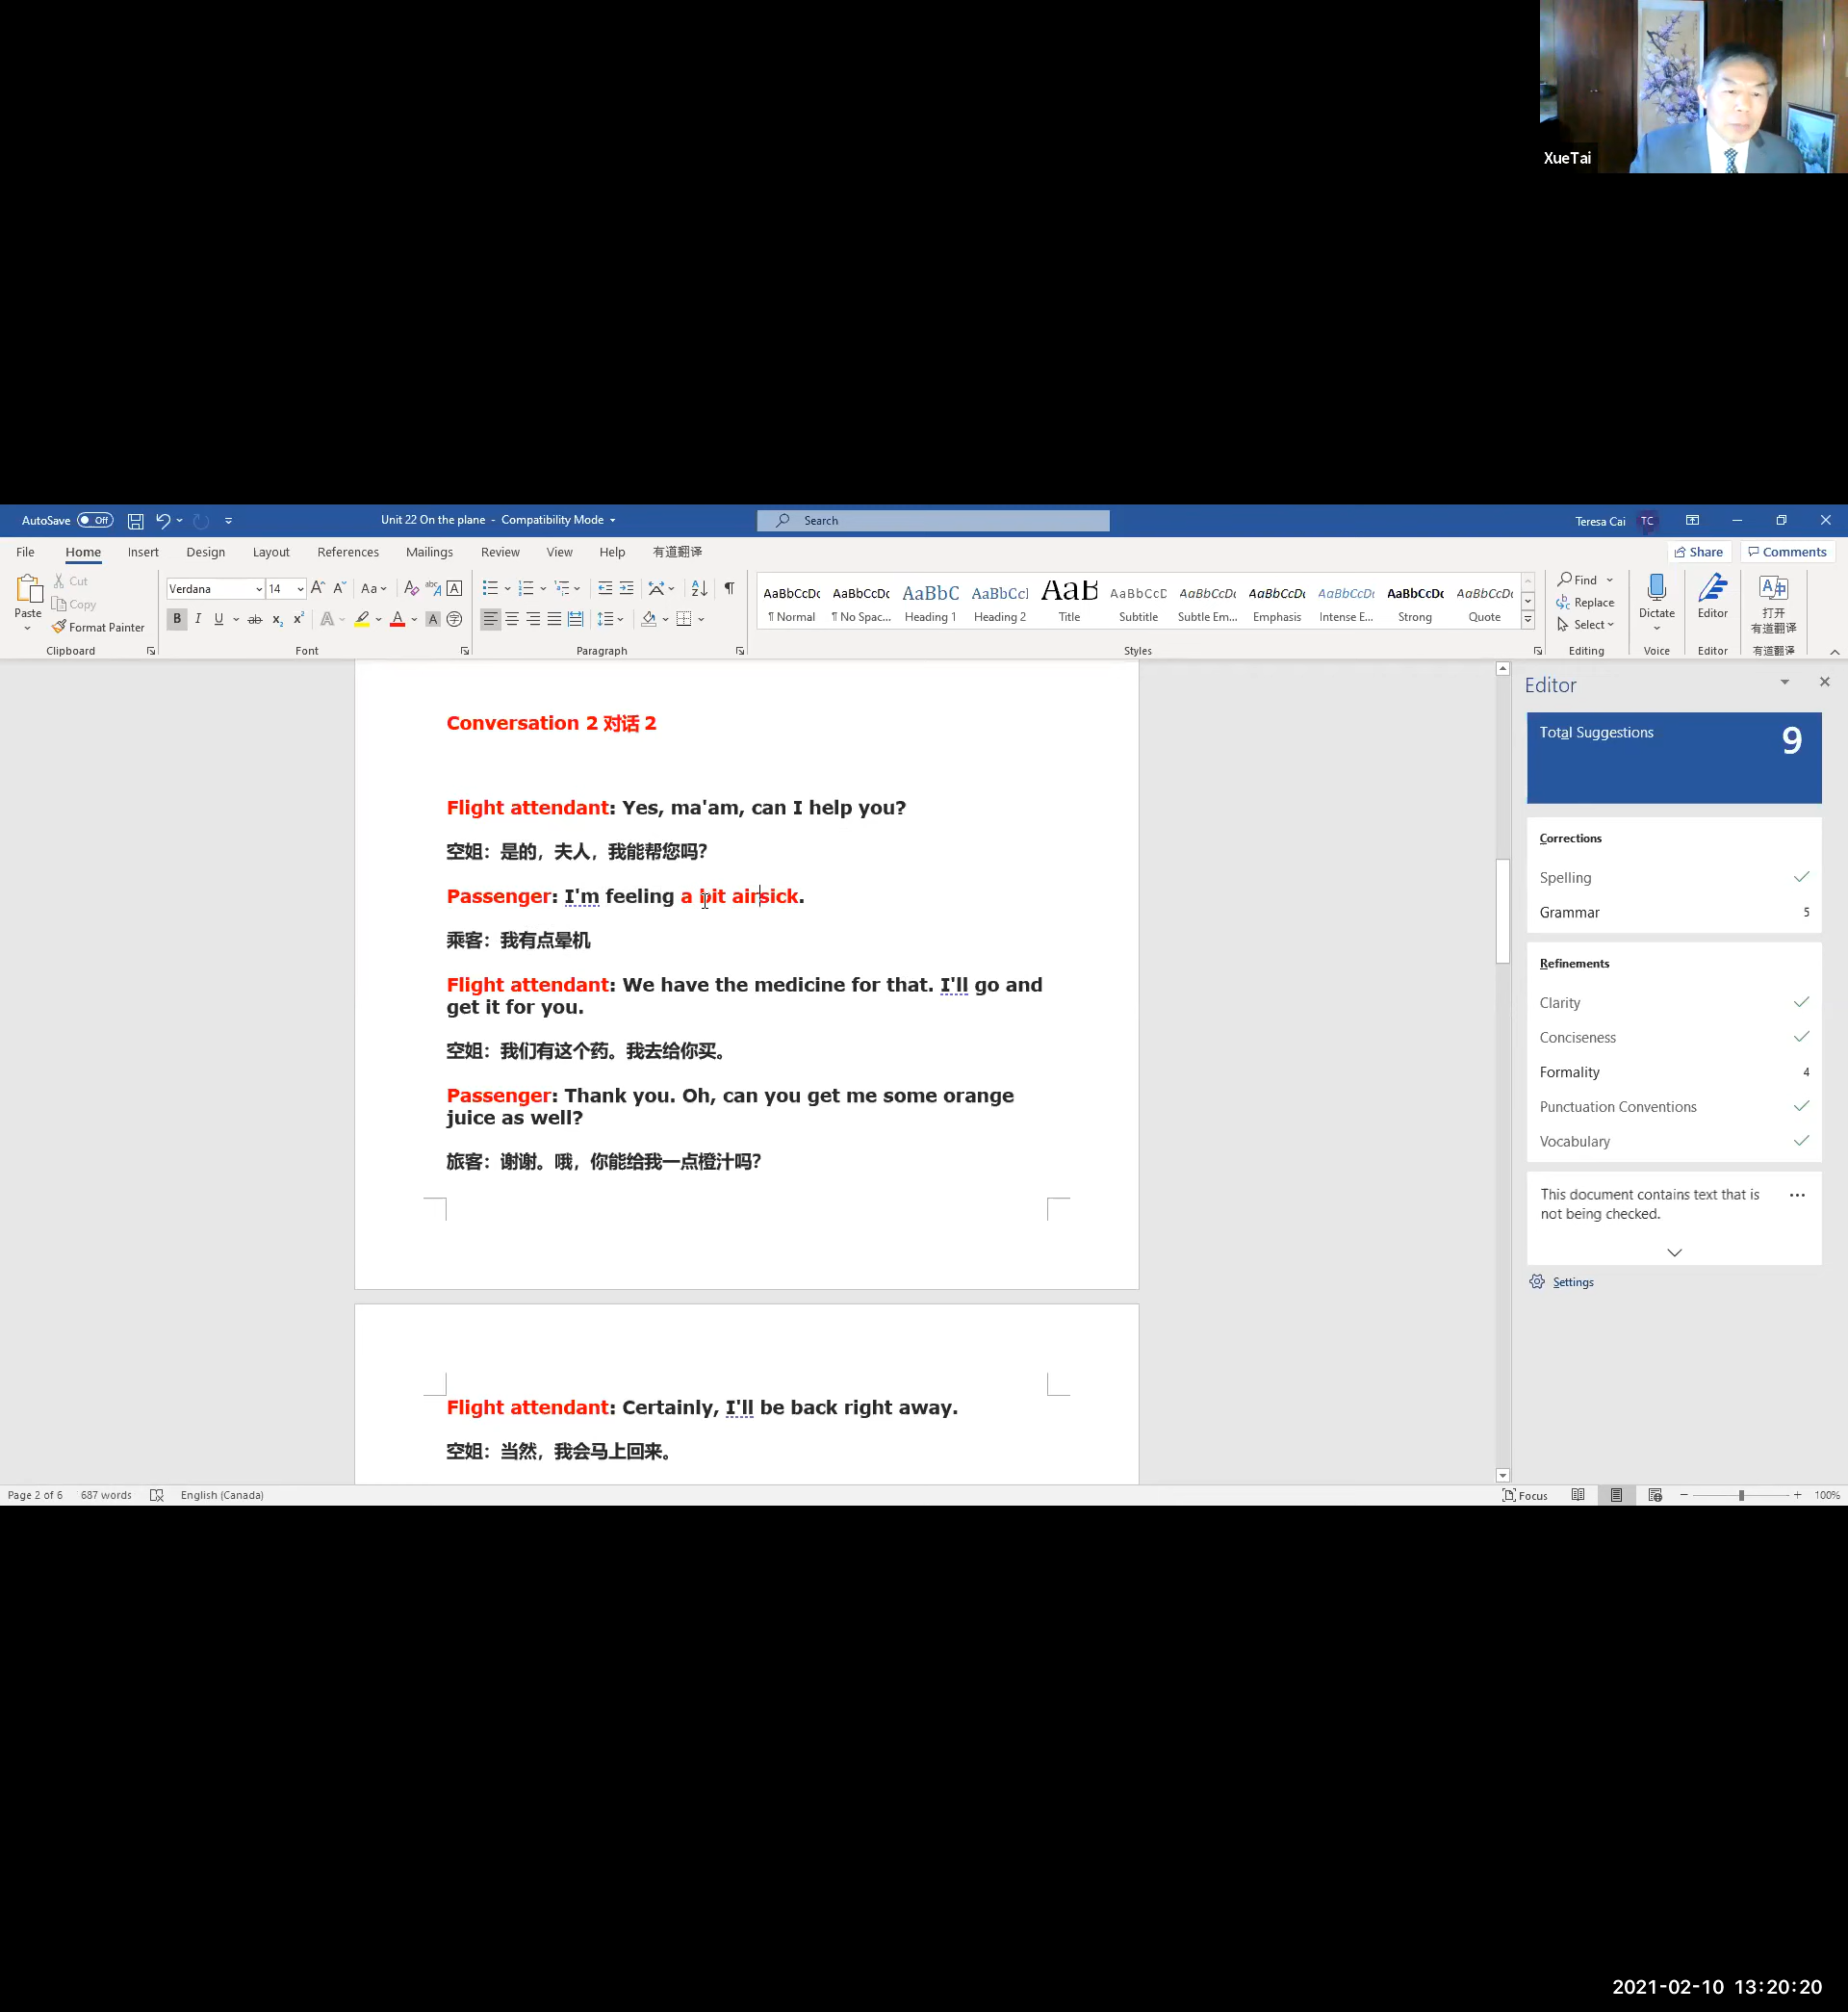 XueTai
AutoSave Off
Unit 22 On the plane - Compatibility Mode
Search
Teresa Cai TC
File Home Insert Design Layout References Mailings Review View Help 有道翻译
Share Comments
Paste
Cut
Copy
Format Painter
Clipboard
Verdana 14
Font
Paragraph
AaBbCcDc AaBbCcDc AaBbC AaBbCcI AaB AaBbCcD AaBbCcDc AaBbCcDc AaBbCcDc AaBbCcDc AaBbCcDc
¶ Normal ¶ No Spac... Heading 1 Heading 2 Title Subtitle Subtle Em... Emphasis Intense E... Strong Quote
Styles
Find
Replace
Select
Editing
Dictate
Voice
Editor
Editor
打开
有道翻译
有道翻译
Conversation 2 对话 2
Flight attendant: Yes, ma'am, can I help you?
空姐：是的，夫人，我能帮您吗？
Passenger: I'm feeling a bit airsick.
乘客：我有点晕机
Flight attendant: We have the medicine for that. I'll go and
get it for you.
空姐：我们有这个药。我去给你买。
Passenger: Thank you. Oh, can you get me some orange
juice as well?
旅客：谢谢。哦，你能给我一点橙汁吗？
Flight attendant: Certainly, I'll be back right away.
空姐：当然，我会马上回来。
Editor
Total Suggestions 9
Corrections
Spelling
Grammar 5
Refinements
Clarity
Conciseness
Formality 4
Punctuation Conventions
Vocabulary
This document contains text that is
not being checked.
Settings
Page 2 of 6 687 words English (Canada)
Focus 100%
2021-02-10 13:20:20